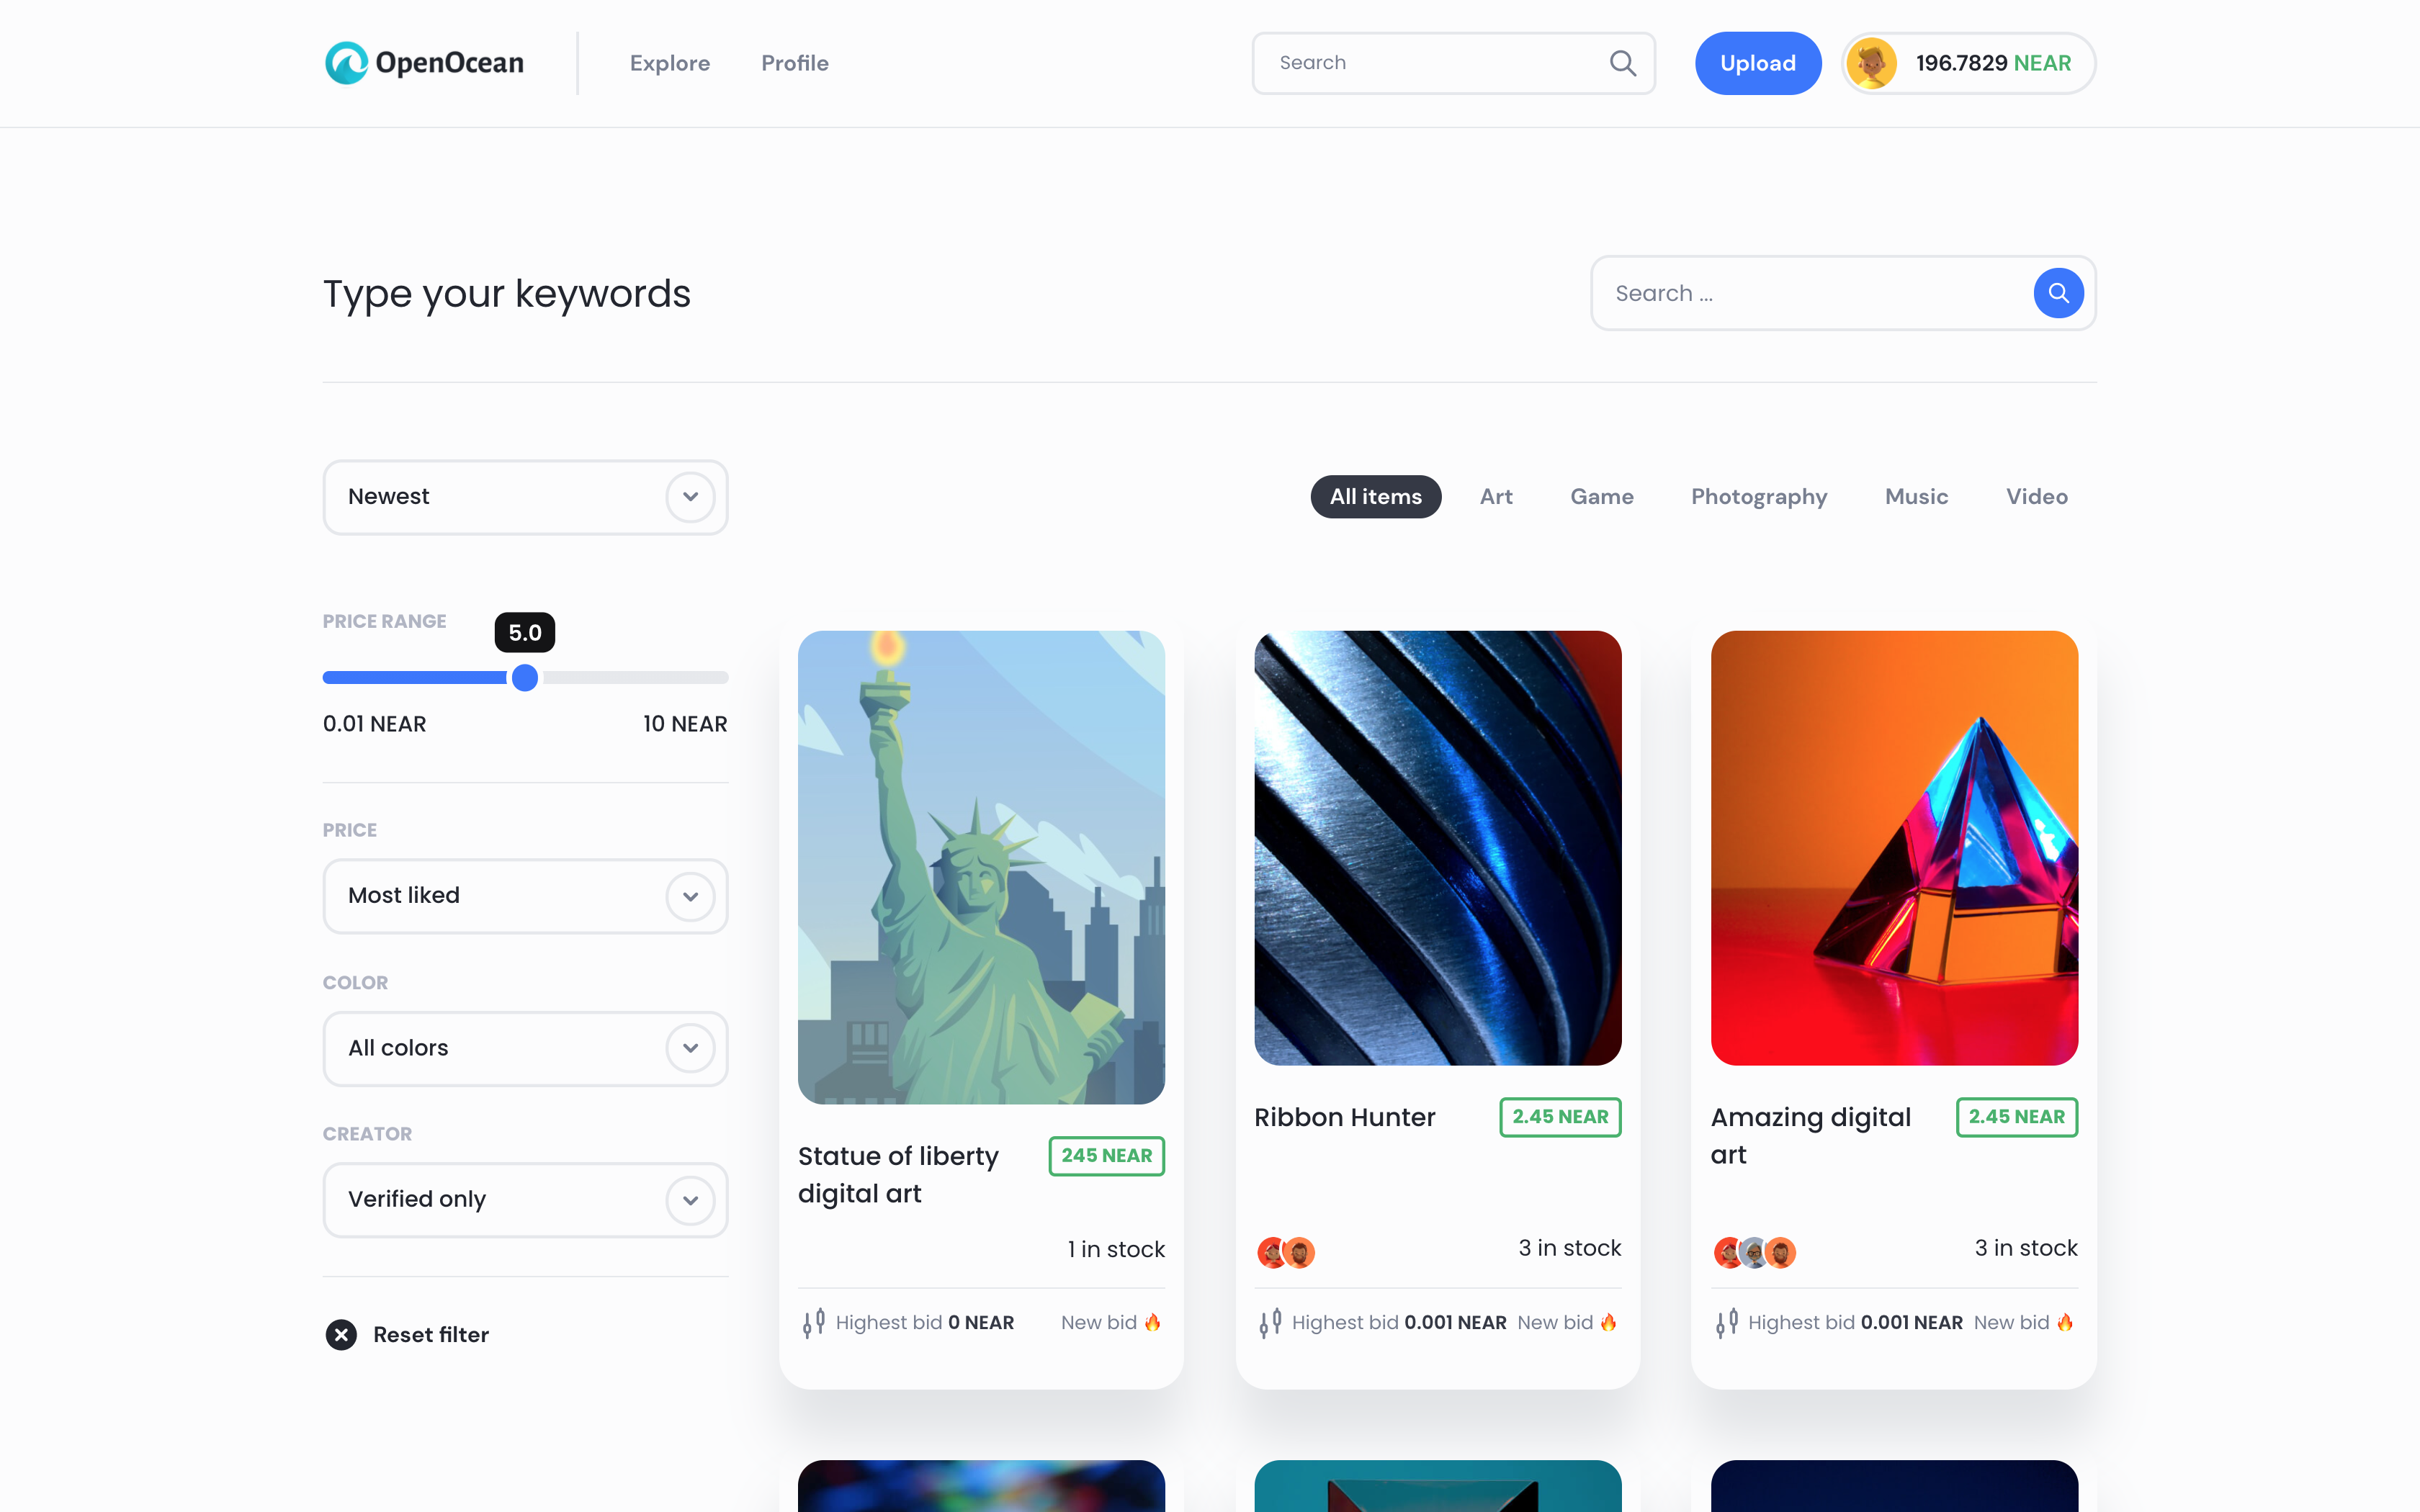 OpenOcean
Explore
Profile
Search
Upload
196.7829 NEAR
Type your keywords
Search ...
Newest
All items
Art
Game
Photography
Music
Video
PRICE RANGE
5.0
0.01 NEAR
10 NEAR
PRICE
Most liked
COLOR
All colors
CREATOR
Verified only
Reset filter
Statue of liberty
digital art
245 NEAR
1 in stock
Highest bid 0 NEAR
New bid 🔥
Ribbon Hunter
2.45 NEAR
3 in stock
Highest bid 0.001 NEAR
New bid 🔥
Amazing digital
art
2.45 NEAR
3 in stock
Highest bid 0.001 NEAR
New bid 🔥